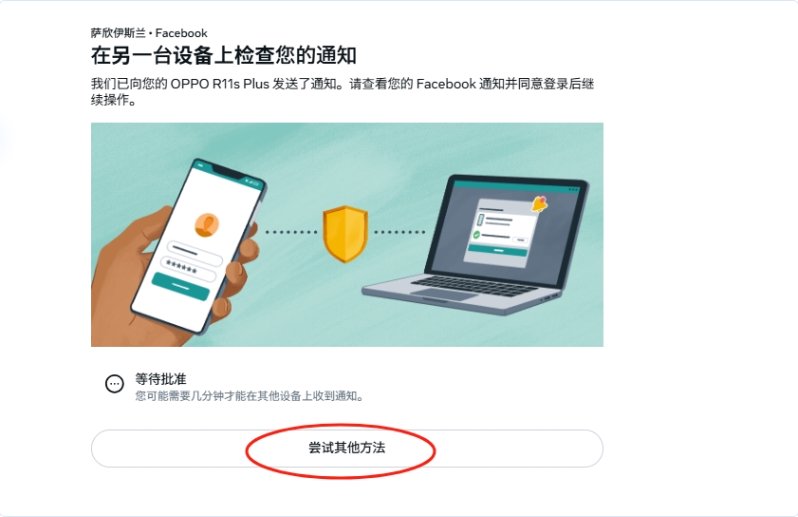 萨欣伊斯兰 • Facebook
在另一台设备上检查您的通知
我们已向您的 OPPO R11s Plus 发送了通知。请查看您的 Facebook 通知并同意登录后继
续操作。
等待批准
您可能需要几分钟才能在其他设备上收到通知。
尝试其他方法